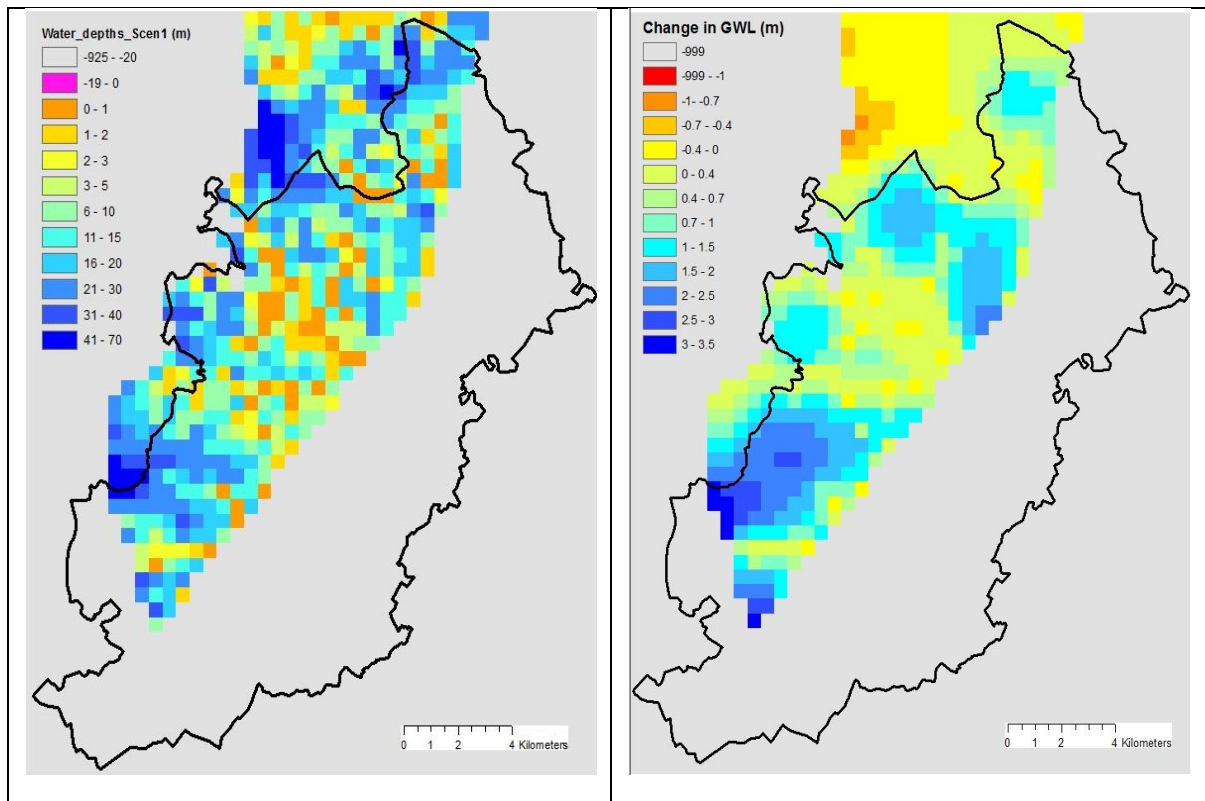 Water_depths_Scen1 (m)
-925 - -20
-19 - 0
0 - 1
1 - 2
2 - 3
3 - 5
6 - 10
11 - 15
16 - 20
21 - 30
31 - 40
41 - 70
0 1 2 4 Kilometers
Change in GWL (m)
-999
-999 - -1
-1- -0.7
-0.7 - -0.4
-0.4 - 0
0 - 0.4
0.4 - 0.7
0.7 - 1
1 - 1.5
1.5 - 2
2 - 2.5
2.5 - 3
3 - 3.5
0 1 2 4 Kilometers